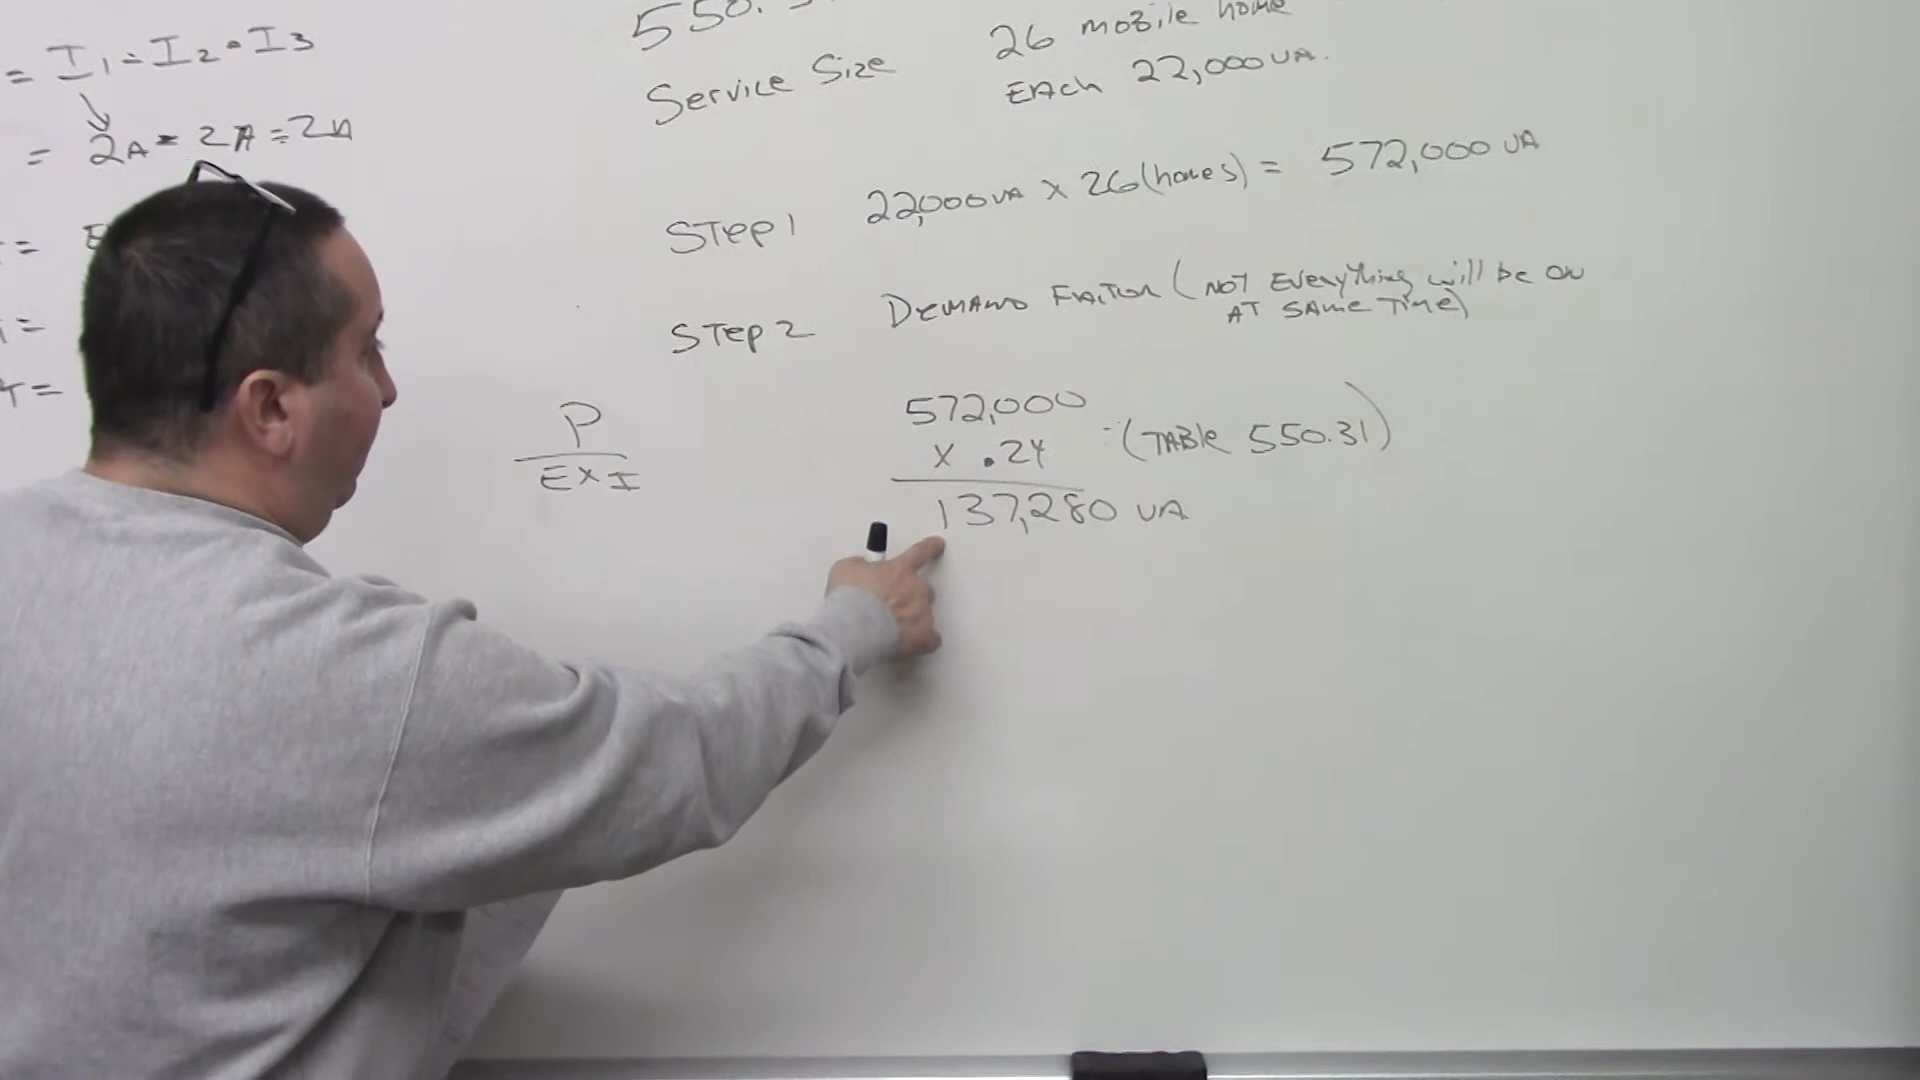 = I1 = I2 = I3
= 2A = 2A = 2A
550.
Service Size
26 mobile home
EACh 22,000 VA.
STep 1 22,000 VA x 26 (homes) = 572,000 VA
STep 2 DEMAND FACTOR (NOT EVerything will be ON
AT SAMe TIMe)
P
E x I
572,000
x .24 (TABle 550.31)
137,280 VA
=
E
=
T=